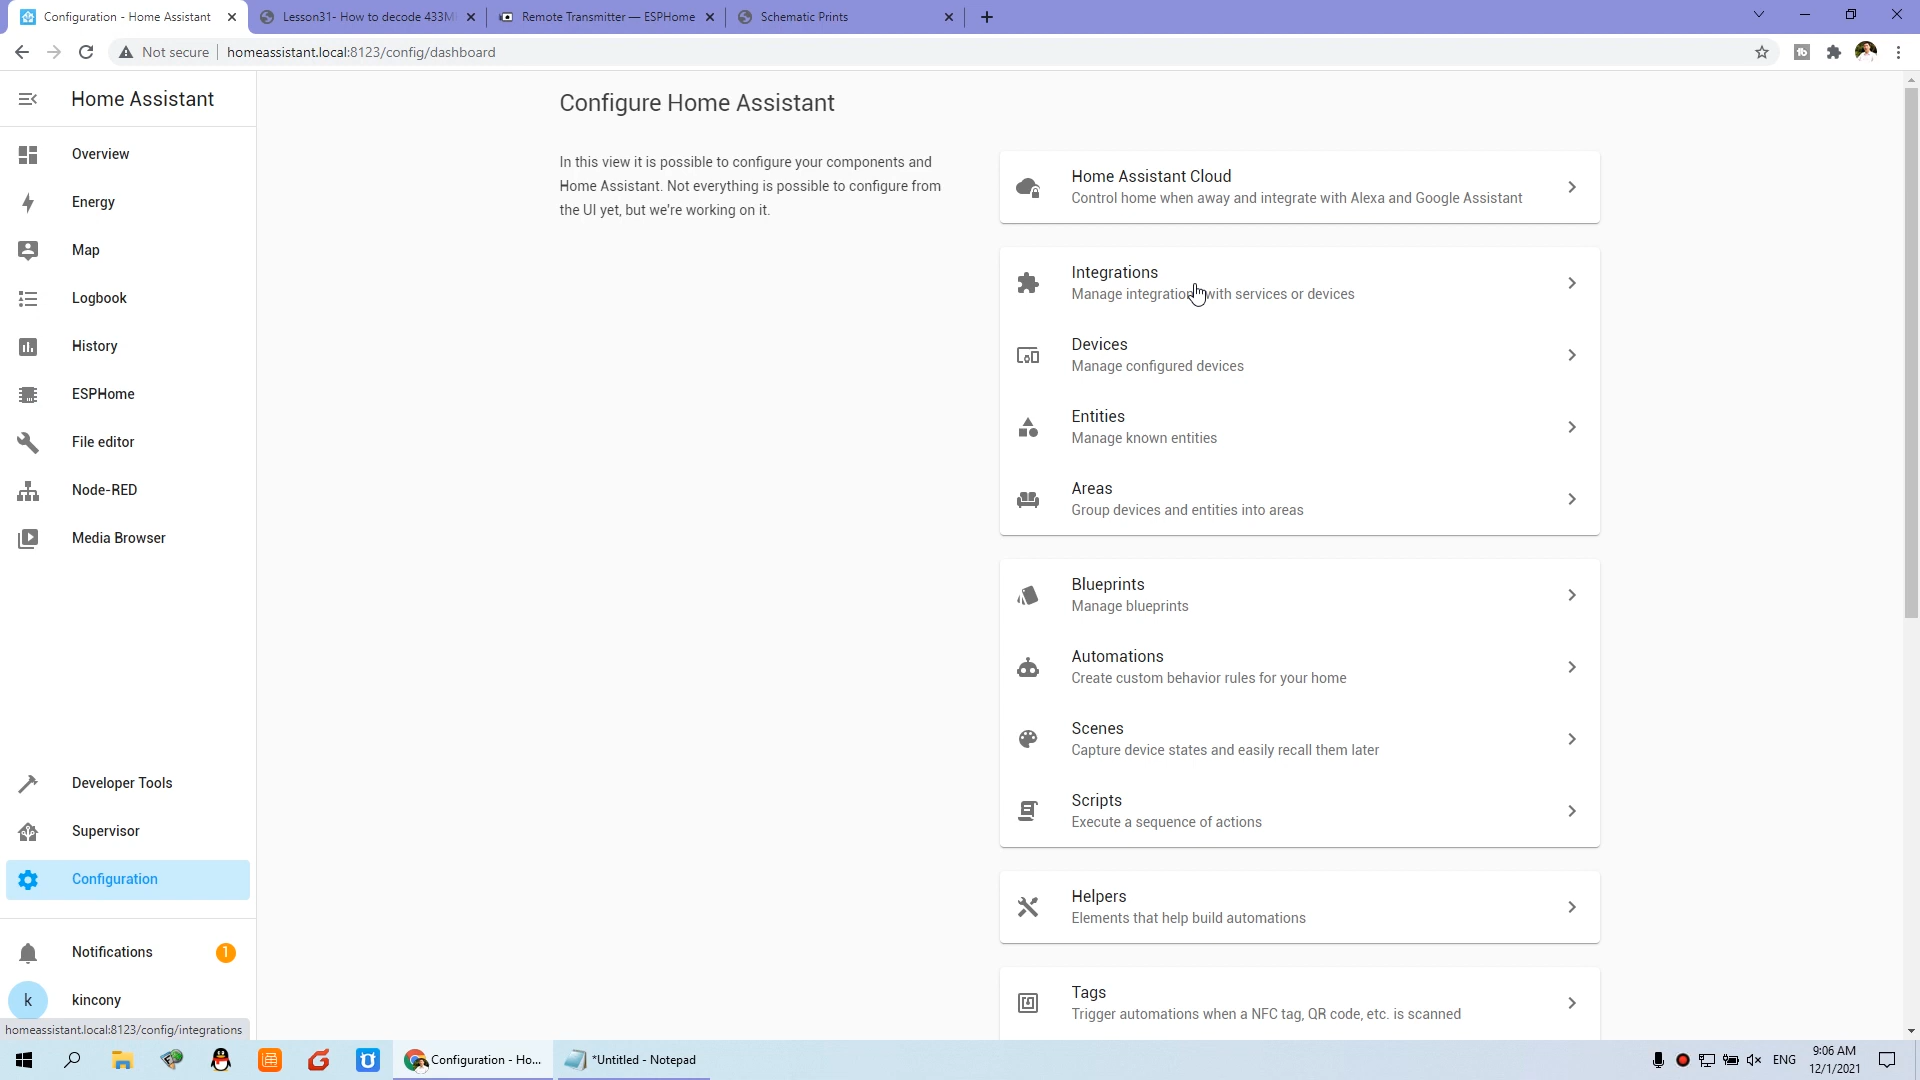 Configuration - Home Assistant
Lesson31- How to decode 433M
Remote Transmitter — ESPHome
Schematic Prints
Not secure
homeassistant.local:8123/config/dashboard
Home Assistant
Overview
Energy
Map
Logbook
History
ESPHome
File editor
Node-RED
Media Browser
Developer Tools
Supervisor
Configuration
Notifications
1
k
kincony
homeassistant.local:8123/config/integrations
Configure Home Assistant
In this view it is possible to configure your components and
Home Assistant. Not everything is possible to configure from
the UI yet, but we're working on it.
Home Assistant Cloud
Control home when away and integrate with Alexa and Google Assistant
Integrations
Manage integrations with services or devices
Devices
Manage configured devices
Entities
Manage known entities
Areas
Group devices and entities into areas
Blueprints
Manage blueprints
Automations
Create custom behavior rules for your home
Scenes
Capture device states and easily recall them later
Scripts
Execute a sequence of actions
Helpers
Elements that help build automations
Tags
Trigger automations when a NFC tag, QR code, etc. is scanned
Configuration - Ho...
*Untitled - Notepad
ENG
9:06 AM
12/1/2021